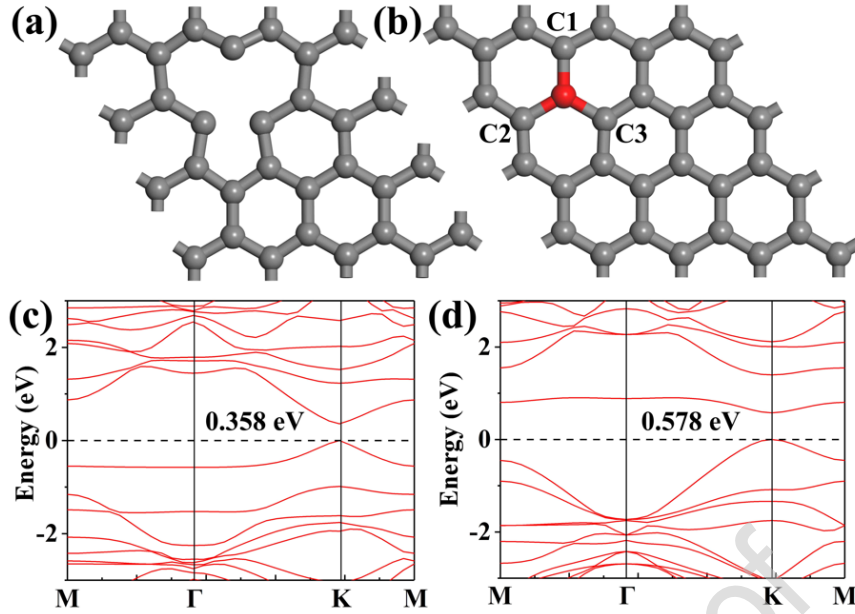 (a)
(b)
C1
C2
C3
(c)
(d)
Energy (eV)
2
0
-2
0.358 eV
M
Γ
K
M
Energy (eV)
2
0
-2
0.578 eV
M
Γ
K
M